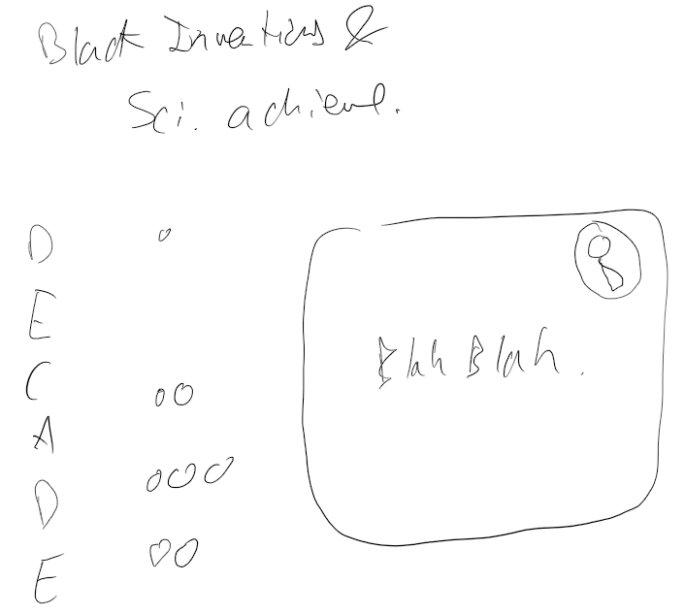 Black Inventions &
Sci. achieve.
D
E
C
A
D
E
Blah Blah.